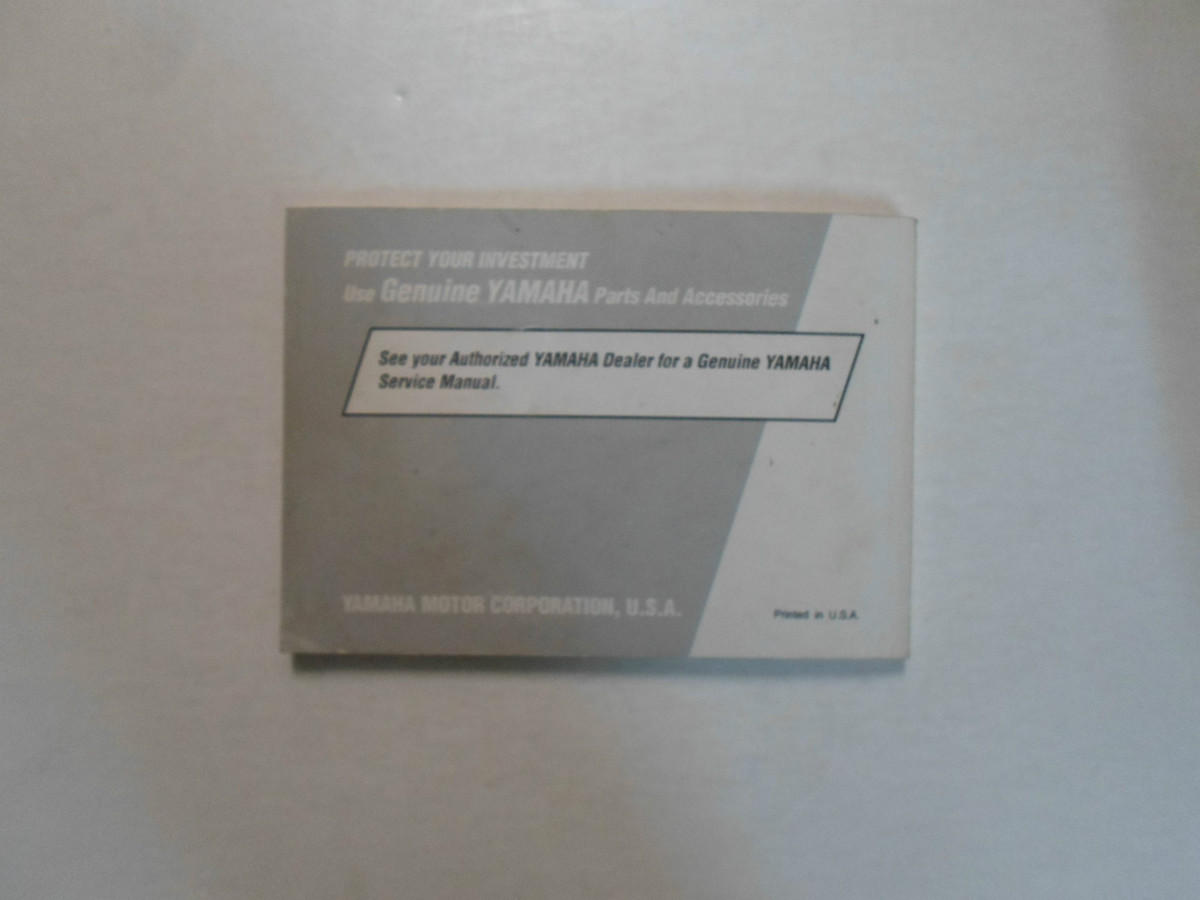 PROTECT YOUR INVESTMENT
Use Genuine YAMAHA Parts And Accessories
See your Authorized YAMAHA Dealer for a Genuine YAMAHA
Service Manual.
YAMAHA MOTOR CORPORATION, U.S.A.
Printed in U.S.A.